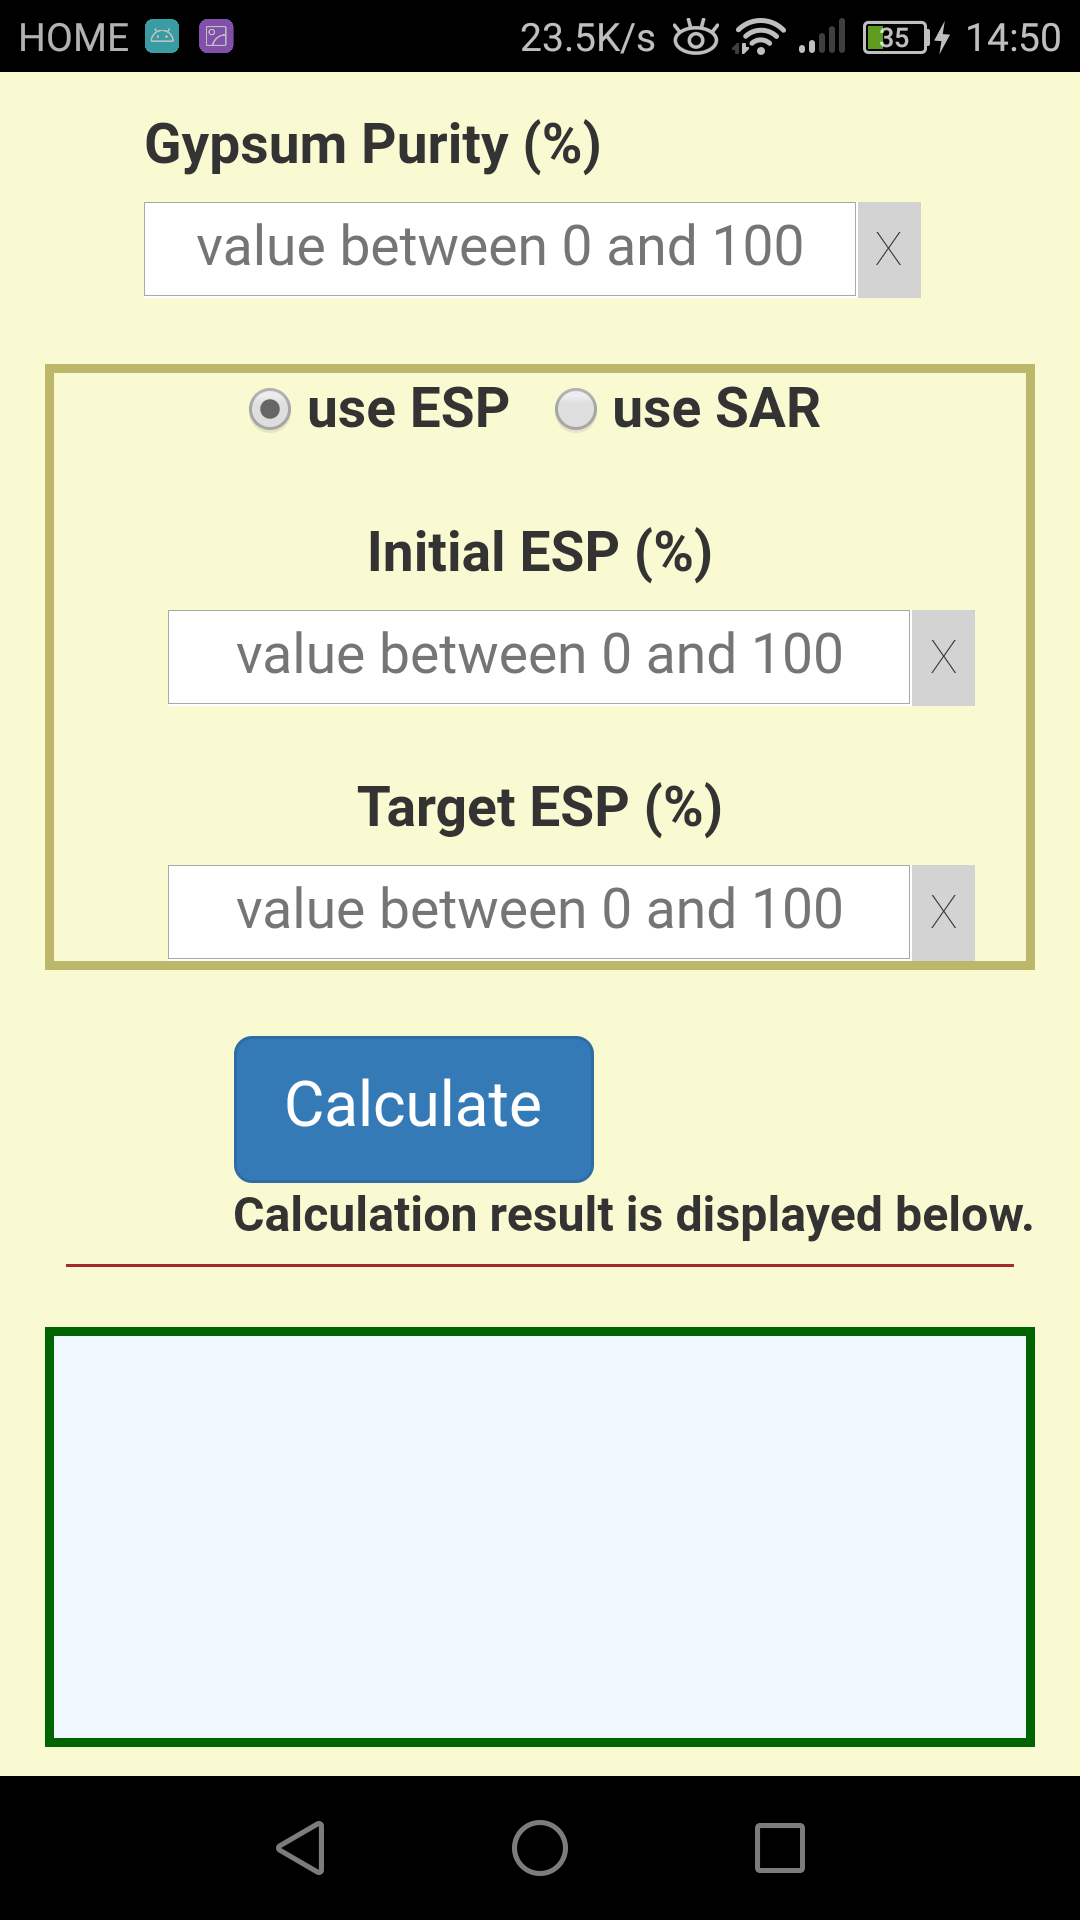 HOME 23.5K/s 35 14:50
Gypsum Purity (%)
value between 0 and 100 X
use ESP use SAR
Initial ESP (%)
value between 0 and 100 X
Target ESP (%)
value between 0 and 100 X
Calculate
Calculation result is displayed below.